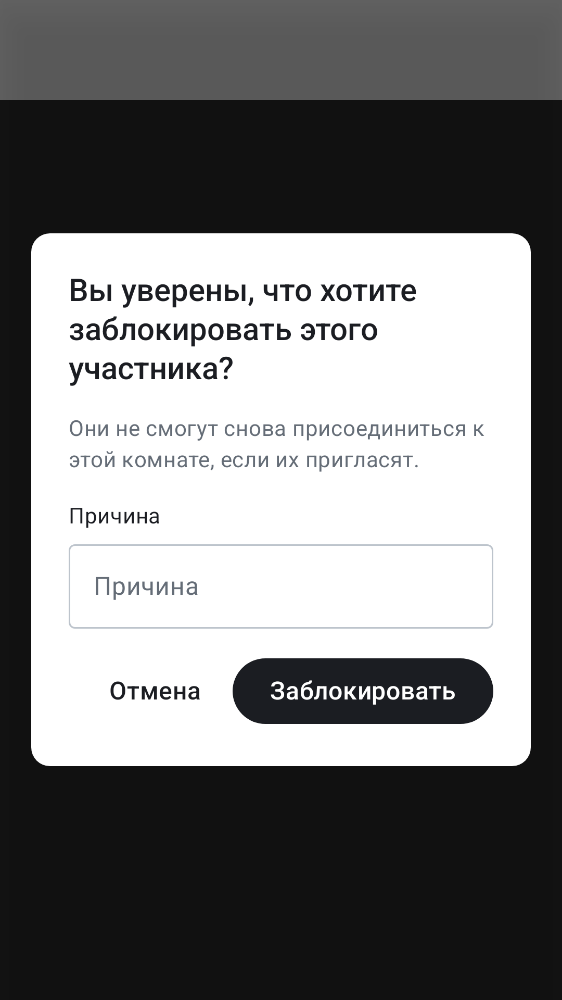 Вы уверены, что хотите
заблокировать этого
участника?
Они не смогут снова присоединиться к
этой комнате, если их пригласят.
Причина
Причина
Отмена
Заблокировать